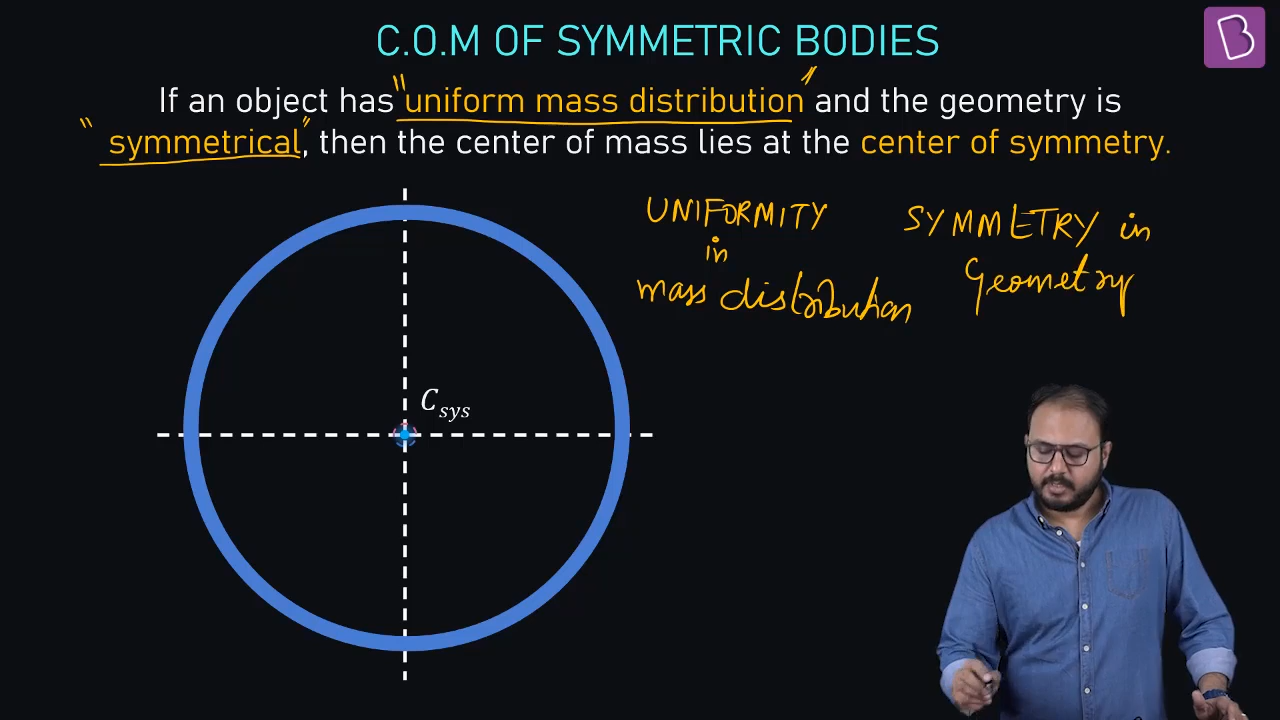 C.O.M OF SYMMETRIC BODIES
If an object has "uniform mass distribution" and the geometry is
"symmetrical", then the center of mass lies at the center of symmetry.
UNIFORMITY
in
mass distribution
SYMMETRY in
Geometry
C_sys
B